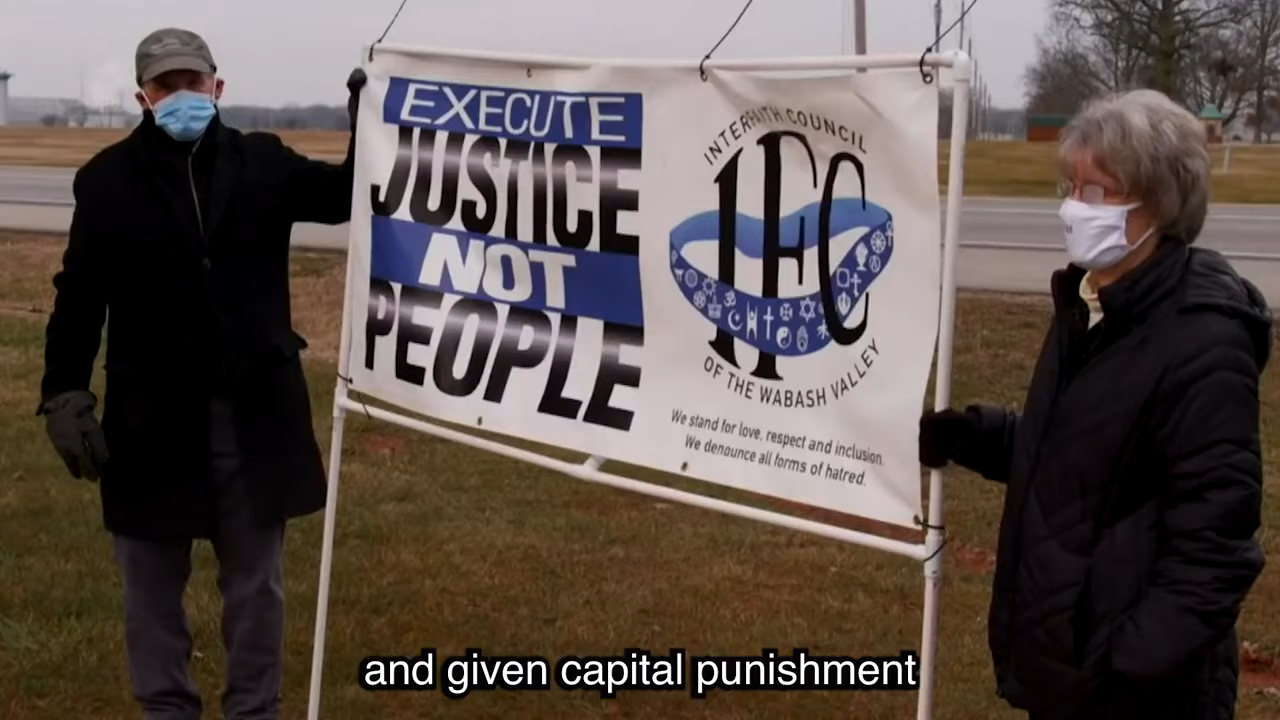 EXECUTE
JUSTICE
NOT
PEOPLE
INTERFAITH COUNCIL
IFC
OF THE WABASH VALLEY
We stand for love, respect and inclusion.
We denounce all forms of hatred.
and given capital punishment